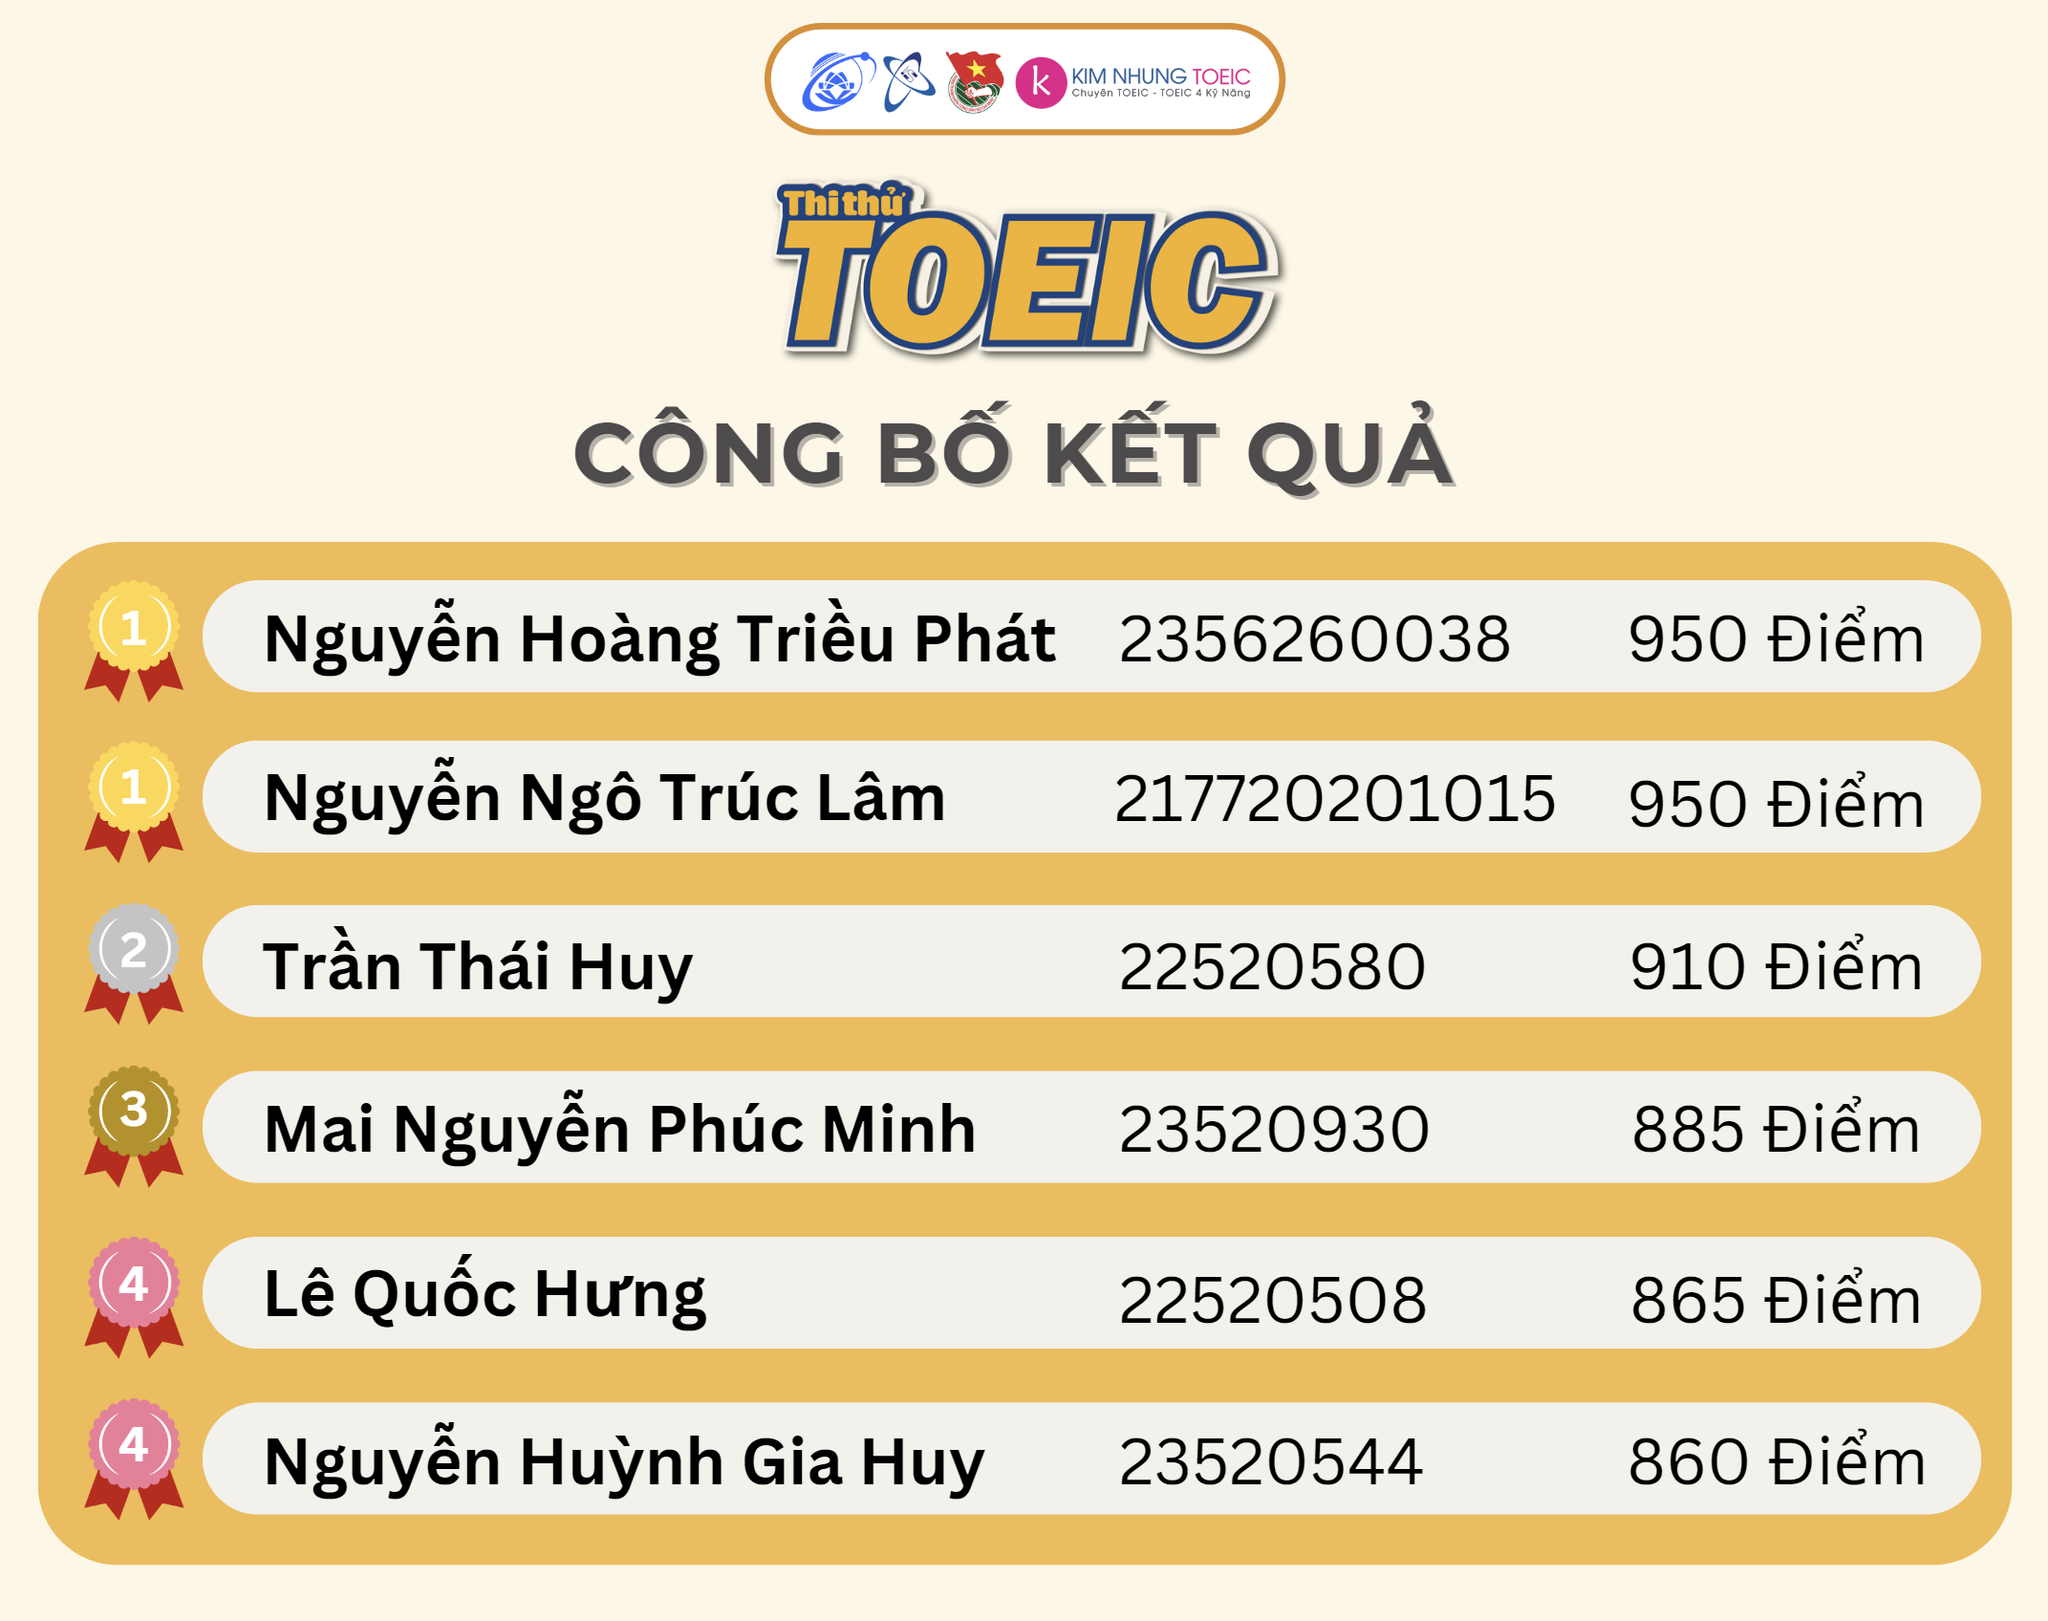 k KIM NHUNG TOEIC
Chuyên TOEIC - TOEIC 4 Kỹ Năng
Thi thử
TOEIC
CÔNG BỐ KẾT QUẢ
1 Nguyễn Hoàng Triều Phát 2356260038 950 Điểm
1 Nguyễn Ngô Trúc Lâm 217720201015 950 Điểm
2 Trần Thái Huy 22520580 910 Điểm
3 Mai Nguyễn Phúc Minh 23520930 885 Điểm
4 Lê Quốc Hưng 22520508 865 Điểm
4 Nguyễn Huỳnh Gia Huy 23520544 860 Điểm